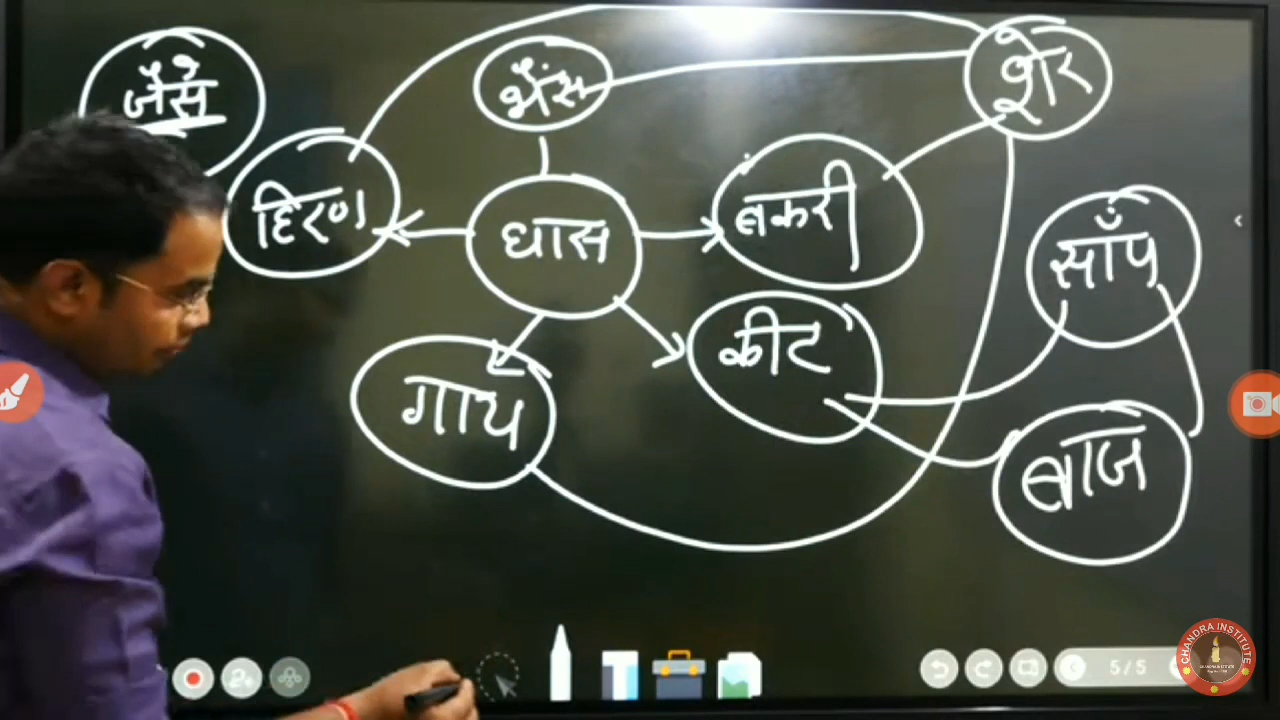 जैसे
भैंस
शेर
हिरण
घास
बकरी
साँप
गाय
कीट
बाज
5/5
CHANDRA INSTITUTE